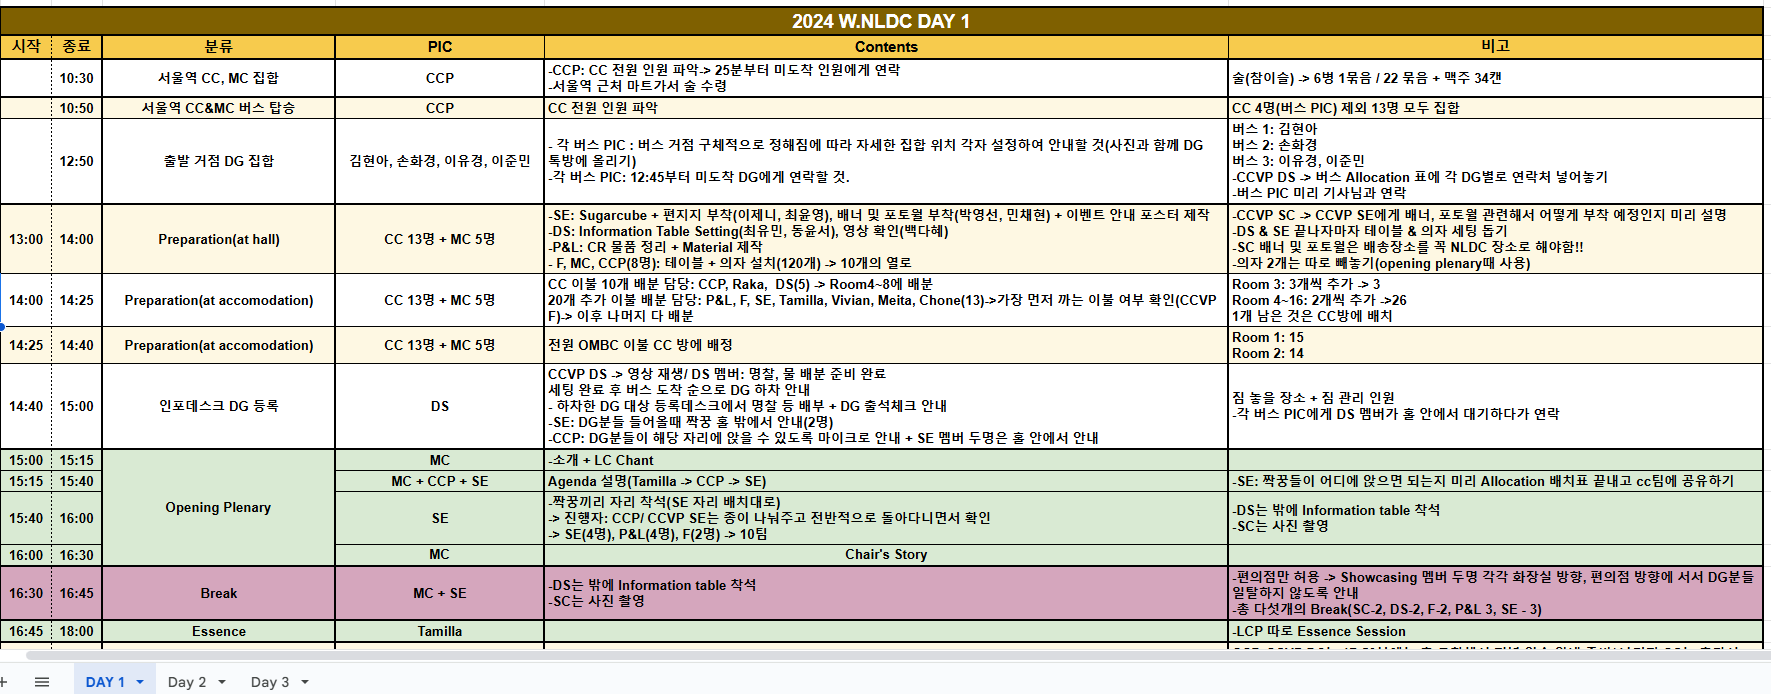 2024 W.NLDC DAY 1
시작 종료 분류 PIC Contents 비고
10:30 서울역 CC, MC 집합 CCP
-CCP: CC 전원 인원 파악-> 25분부터 미도착 인원에게 연락
-서울역 근처 마트가서 술 수령
술(참이슬) -> 6병 1묶음 / 22 묶음 + 맥주 34캔
10:50 서울역 CC&MC 버스 탑승 CCP CC 전원 인원 파악 CC 4명(버스 PIC) 제외 13명 모두 집합
12:50 출발 거점 DG 집합 김현아, 손화경, 이유경, 이준민
- 각 버스 PIC : 버스 거점 구체적으로 정해짐에 따라 자세한 집합 위치 각자 설정하여 안내할 것(사진과 함께 DG
톡방에 올리기)
-각 버스 PIC: 12:45부터 미도착 DG에게 연락할 것.
버스 1: 김현아
버스 2: 손화경
버스 3: 이유경, 이준민
-CCVP DS -> 버스 Allocation 표에 각 DG별로 연락처 넣어놓기
-버스 PIC 미리 기사님과 연락
13:00 14:00 Preparation(at hall) CC 13명 + MC 5명
-SE: Sugarcube + 편지지 부착(이제니, 최윤영), 배너 및 포토월 부착(박영선, 민채현) + 이벤트 안내 포스터 제작
-DS: Information Table Setting(최유민, 동윤서), 영상 확인(백다혜)
-P&L: CR 물품 정리 + Material 제작
- F, MC, CCP(8명): 테이블 + 의자 설치(120개) -> 10개의 열로
-CCVP SC -> CCVP SE에게 배너, 포토월 관련해서 어떻게 부착 예정인지 미리 설명
-DS & SE 끝나자마자 테이블 & 의자 세팅 돕기
-SC 배너 및 포토월은 배송장소를 꼭 NLDC 장소로 해야함!!
-의자 2개는 따로 빼놓기(opening plenary때 사용)
14:00 14:25 Preparation(at accomodation) CC 13명 + MC 5명
CC 이불 10개 배분 담당: CCP, Raka, DS(5) -> Room4~8에 배분
20개 추가 이불 배분 담당: P&L, F, SE, Tamilla, Vivian, Meita, Chone(13)->가장 먼저 까는 이불 여부 확인(CCVP
F)-> 이후 나머지 다 배분
Room 3: 3개씩 추가 -> 3
Room 4~16: 2개씩 추가 ->26
1개 남은 것은 CC방에 배치
14:25 14:40 Preparation(at accomodation) CC 13명 + MC 5명 전원 OMBC 이불 CC 방에 배정
Room 1: 15
Room 2: 14
14:40 15:00 인포데스크 DG 등록 DS
CCVP DS -> 영상 재생/ DS 멤버: 명찰, 물 배분 준비 완료
세팅 완료 후 버스 도착 순으로 DG 하차 안내
- 하차한 DG 대상 등록데스크에서 명찰 등 배부 + DG 출석체크 안내
-SE: DG분들 들어올때 짝꿍 홀 밖에서 안내(2명)
-CCP: DG분들이 해당 자리에 앉을 수 있도록 마이크로 안내 + SE 멤버 두명은 홀 안에서 안내
짐 놓을 장소 + 짐 관리 인원
-각 버스 PIC에게 DS 멤버가 홀 안에서 대기하다가 연락
15:00 15:15 Opening Plenary MC -소개 + LC Chant
15:15 15:40 MC + CCP + SE Agenda 설명(Tamilla -> CCP -> SE) -SE: 짝꿍들이 어디에 앉으면 되는지 미리 Allocation 배치표 끝내고 cc팀에 공유하기
15:40 16:00 SE
-짝꿍끼리 자리 착석(SE 자리 배치대로)
-> 진행자: CCP/ CCVP SE는 종이 나눠주고 전반적으로 돌아다니면서 확인
-> SE(4명), P&L(4명), F(2명) -> 10팀
-DS는 밖에 Information table 착석
-SC는 사진 촬영
16:00 16:30 MC Chair's Story
16:30 16:45 Break MC + SE
-DS는 밖에 Information table 착석
-SC는 사진 촬영
-편의점만 허용 -> Showcasing 멤버 두명 각각 화장실 방향, 편의점 방향에 서서 DG분들
일탈하지 않도록 안내
-총 다섯개의 Break(SC-2, DS-2, F-2, P&L 3, SE - 3)
16:45 18:00 Essence Tamilla -LCP 따로 Essence Session
DAY 1 Day 2 Day 3